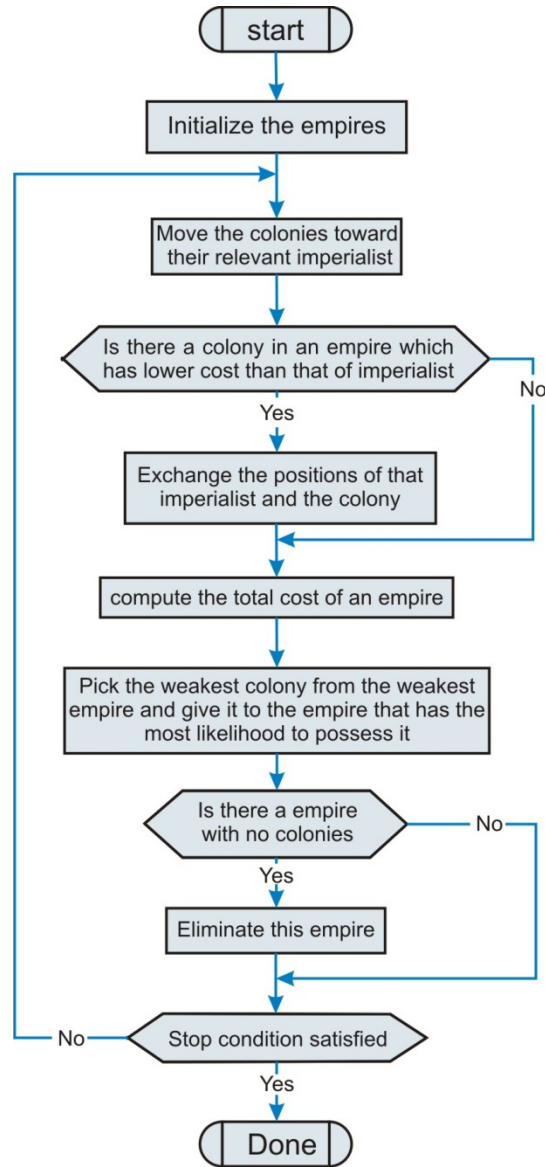 start
Initialize the empires
Move the colonies toward
their relevant imperialist
Is there a colony in an empire which
has lower cost than that of imperialist
No
Yes
Exchange the positions of that
imperialist and the colony
compute the total cost of an empire
Pick the weakest colony from the weakest
empire and give it to the empire that has the
most likelihood to possess it
Is there a empire
with no colonies
No
Yes
Eliminate this empire
No
Stop condition satisfied
Yes
Done